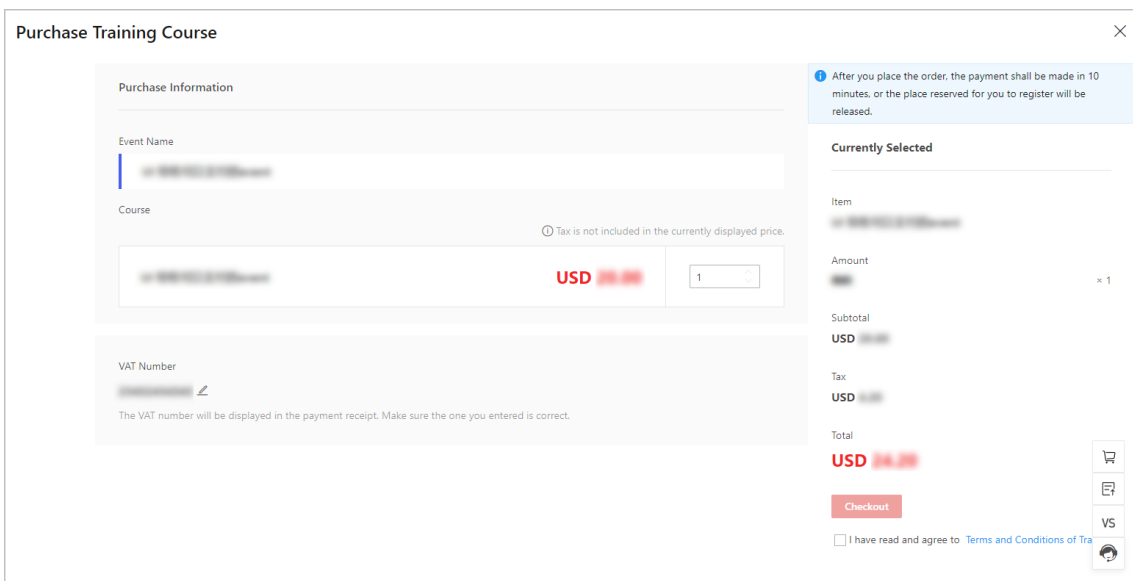 Purchase Training Course
Purchase Information
Event Name
Course
Tax is not included in the currently displayed price.
USD
1
VAT Number
The VAT number will be displayed in the payment receipt. Make sure the one you entered is correct.
After you place the order, the payment shall be made in 10
minutes, or the place reserved for you to register will be
released.
Currently Selected
Item
Amount
× 1
Subtotal
USD
Tax
USD
Total
USD
Checkout
I have read and agree to Terms and Conditions of Tra
VS